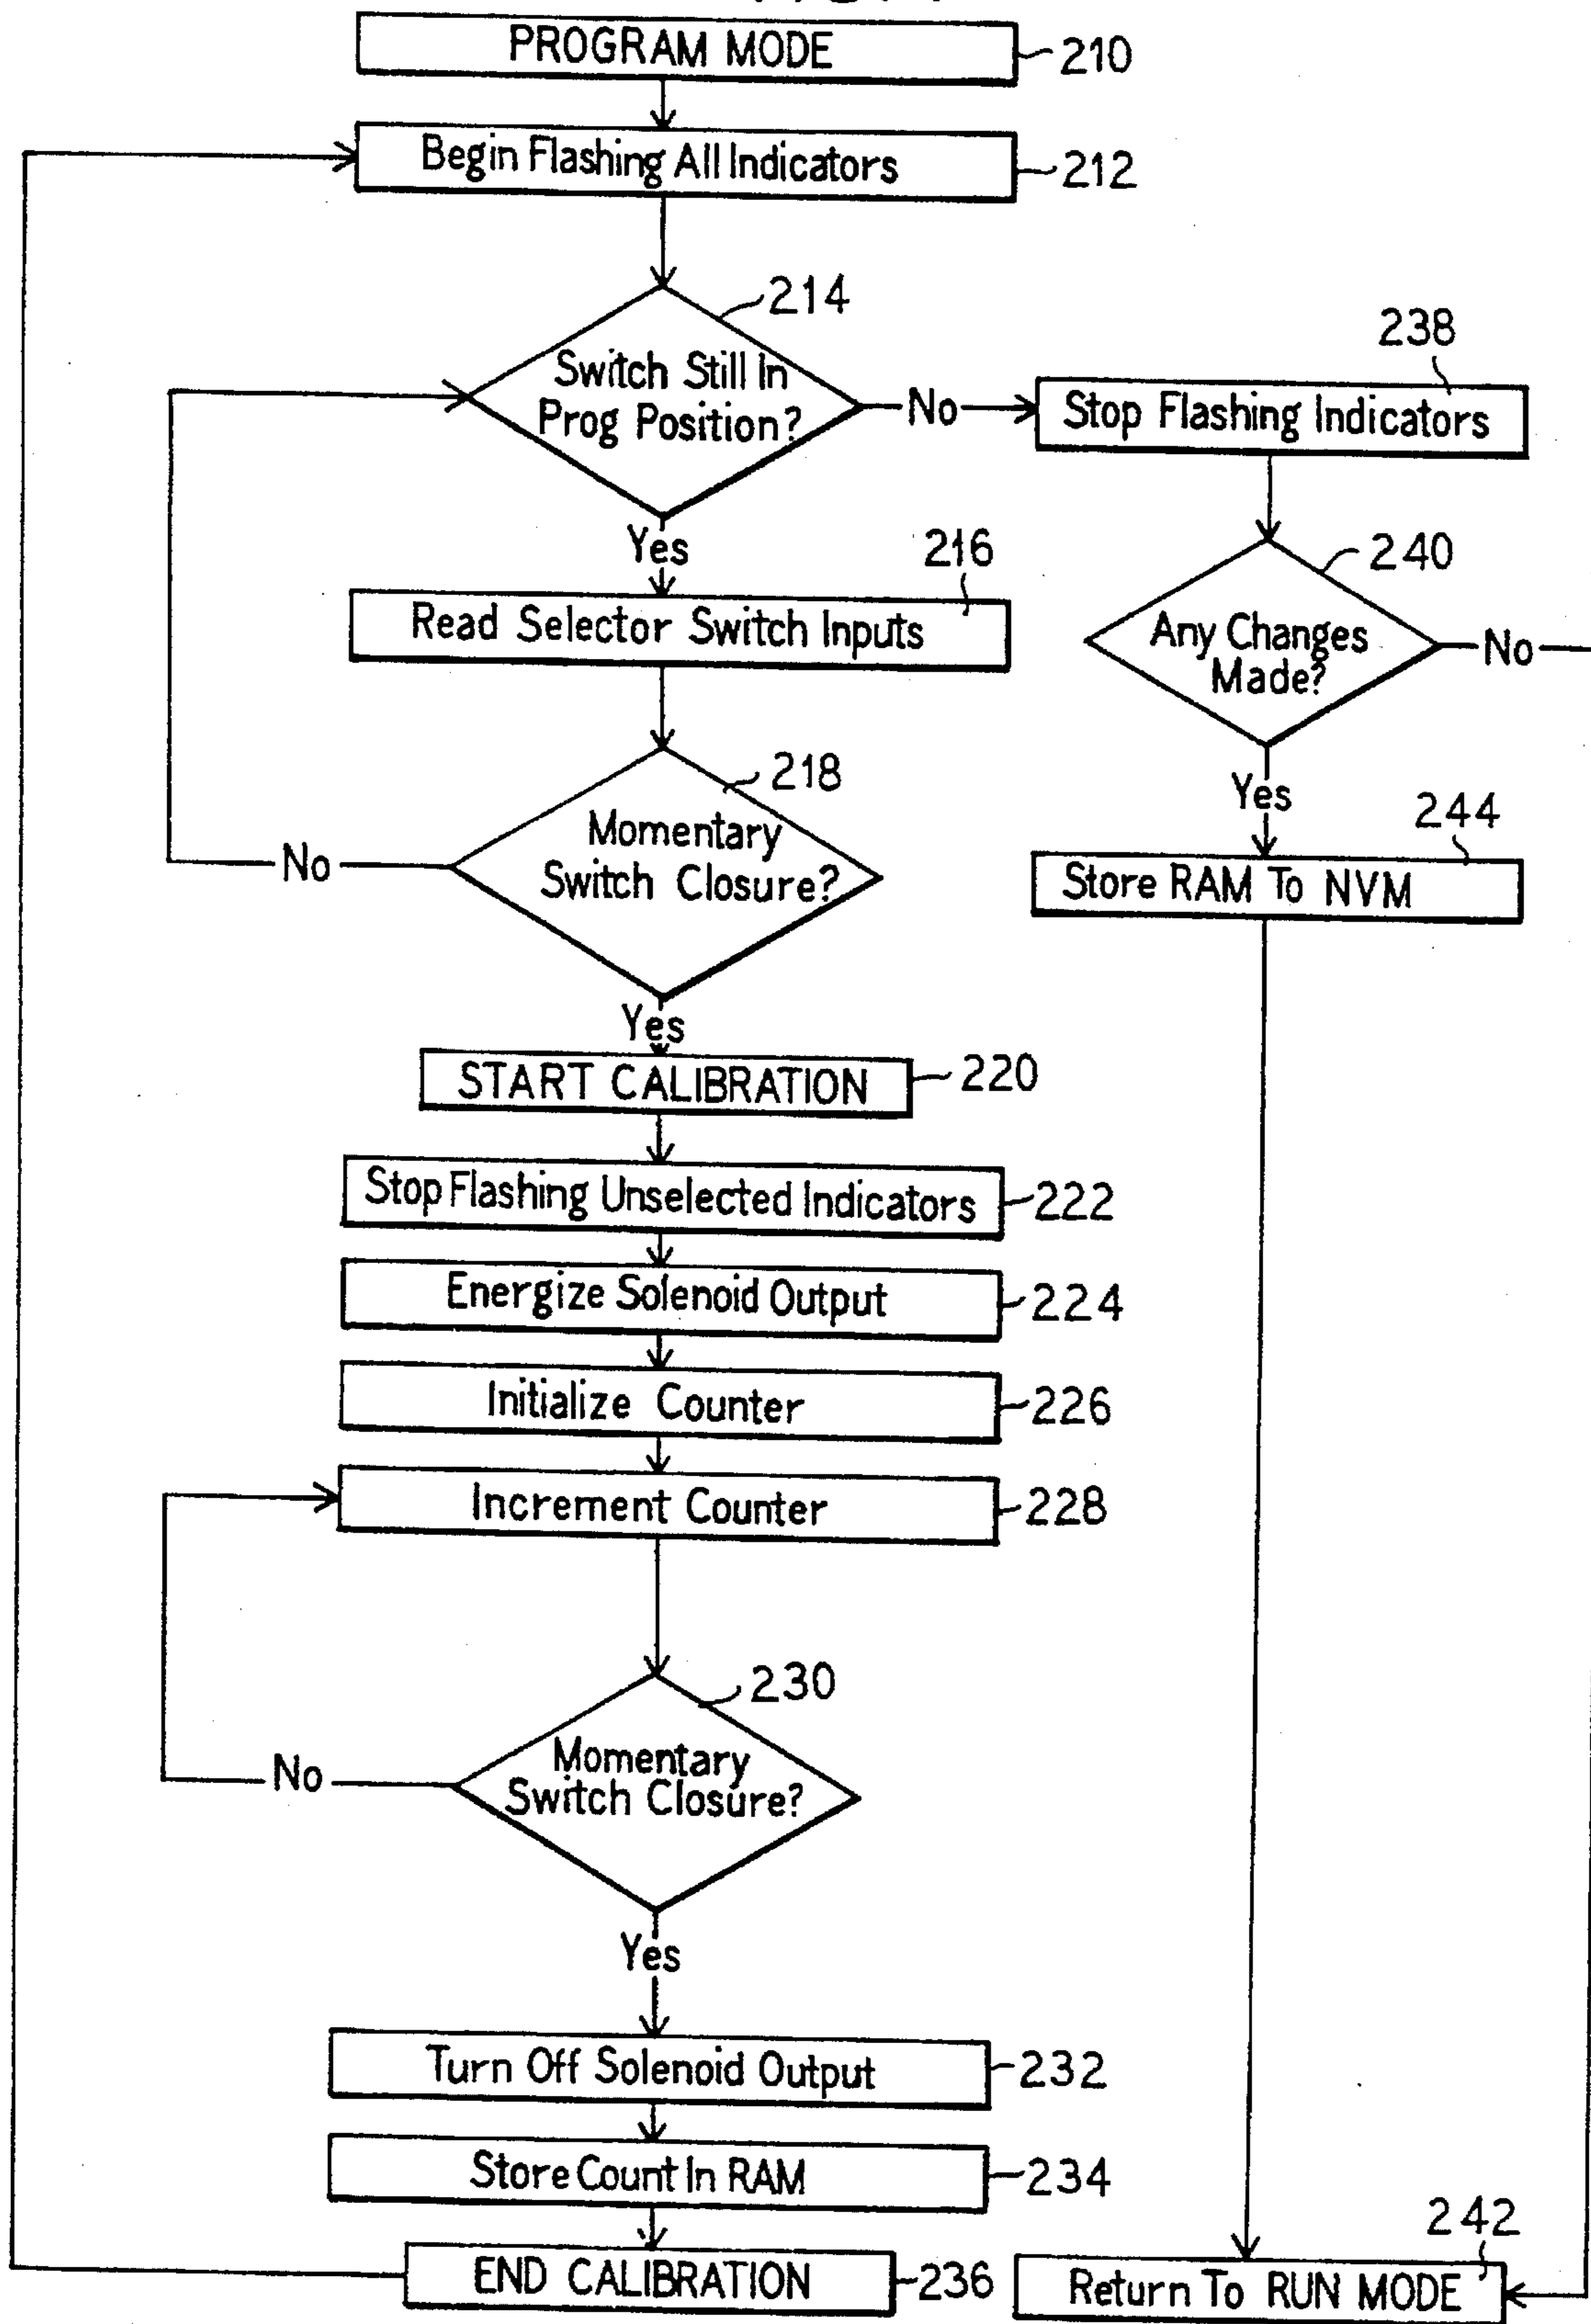 PROGRAM MODE
210
Begin Flashing All Indicators
212
214
Switch Still In
Prog Position?
No
238
Stop Flashing Indicators
Yes
216
Read Selector Switch Inputs
240
Any Changes
Made?
No
218
Momentary
Switch Closure?
No
Yes
244
Store RAM To NVM
Yes
START CALIBRATION
220
Stop Flashing Unselected Indicators
222
Energize Solenoid Output
224
Initialize Counter
226
Increment Counter
228
230
Momentary
Switch Closure?
No
Yes
Turn Off Solenoid Output
232
Store Count In RAM
234
END CALIBRATION
236
242
Return To RUN MODE